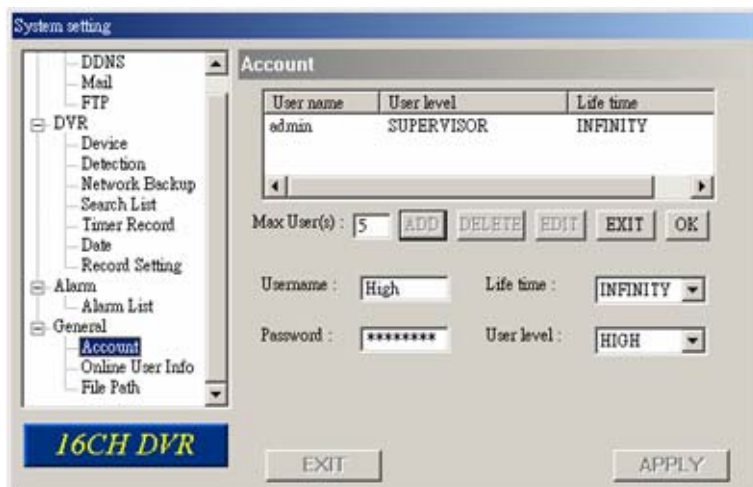 System setting
DDNS
Mail
FTP
DVR
Device
Detection
Network Backup
Search List
Timer Record
Date
Record Setting
Alarm
Alarm List
General
Account
Online User Info
File Path
16CH DVR
Account
User name User level Life time
admin SUPERVISOR INFINITY
Max User(s) : 5 ADD DELETE EDIT EXIT OK
Username : High Life time : INFINITY
Password : ******** User level : HIGH
EXIT APPLY